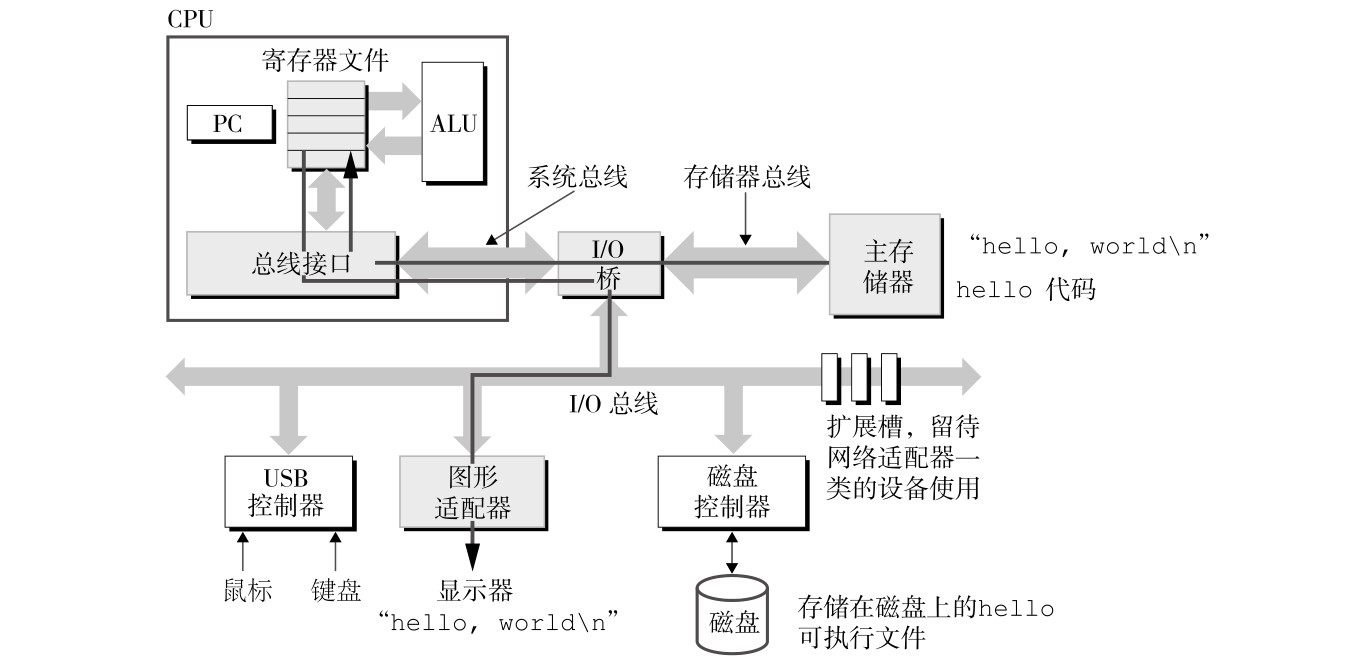 CPU
寄存器文件
PC
ALU
系统总线
存储器总线
总线接口
I/O
桥
主存
储器
“hello, world\n”
hello 代码
I/O 总线
扩展槽，留待
网络适配器一
类的设备使用
USB
控制器
图形
适配器
磁盘
控制器
鼠标
键盘
显示器
“hello, world\n”
磁盘
存储在磁盘上的hello
可执行文件